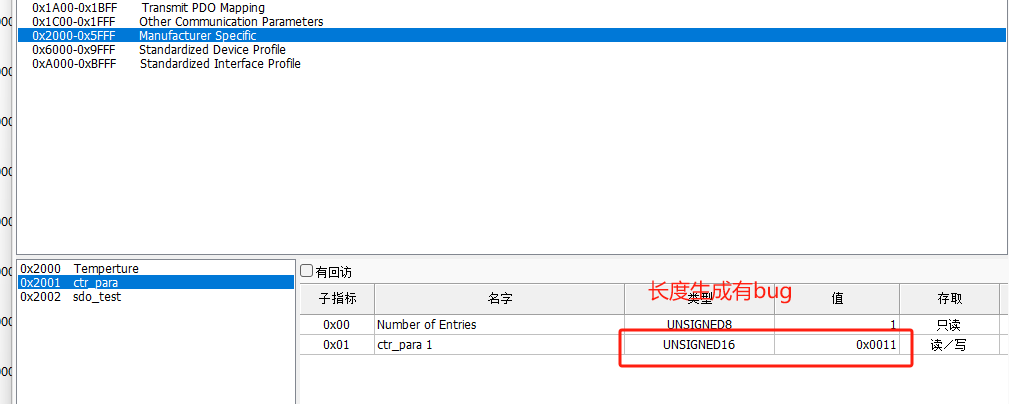 0x1A00-0x1BFF Transmit PDO Mapping
0x1C00-0x1FFF Other Communication Parameters
0x2000-0x5FFF Manufacturer Specific
0x6000-0x9FFF Standardized Device Profile
0xA000-0xBFFF Standardized Interface Profile
0x2000 Temperture
0x2001 ctr_para
0x2002 sdo_test
有回访
长度生成有bug
子指标 名字 类型 值 存取
0x00 Number of Entries UNSIGNED8 1 只读
0x01 ctr_para 1 UNSIGNED16 0x0011 读/写